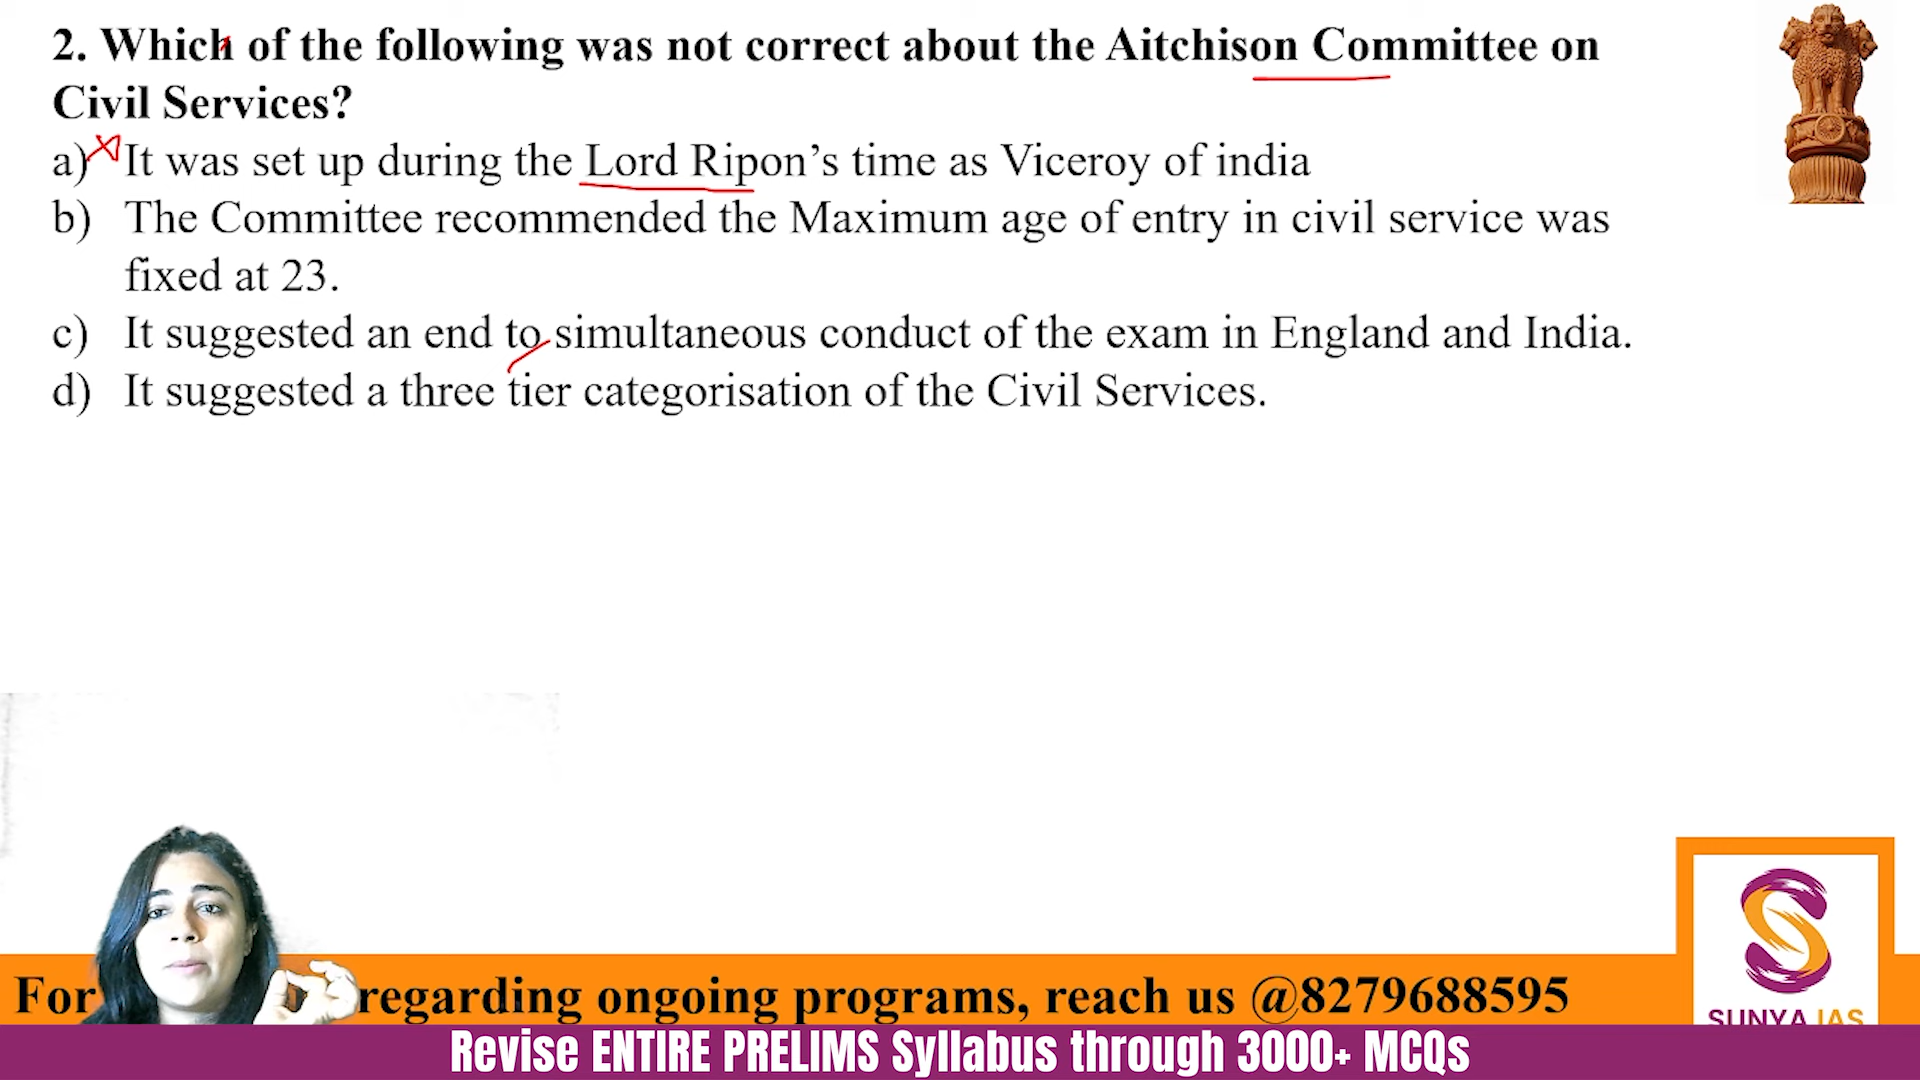 2. Which of the following was not correct about the Aitchison Committee on
Civil Services?
a) It was set up during the Lord Ripon’s time as Viceroy of india
b) The Committee recommended the Maximum age of entry in civil service was
fixed at 23.
c) It suggested an end to simultaneous conduct of the exam in England and India.
d) It suggested a three tier categorisation of the Civil Services.
For regarding ongoing programs, reach us @8279688595
SUNYA IAS
Revise ENTIRE PRELIMS Syllabus through 3000+ MCQs